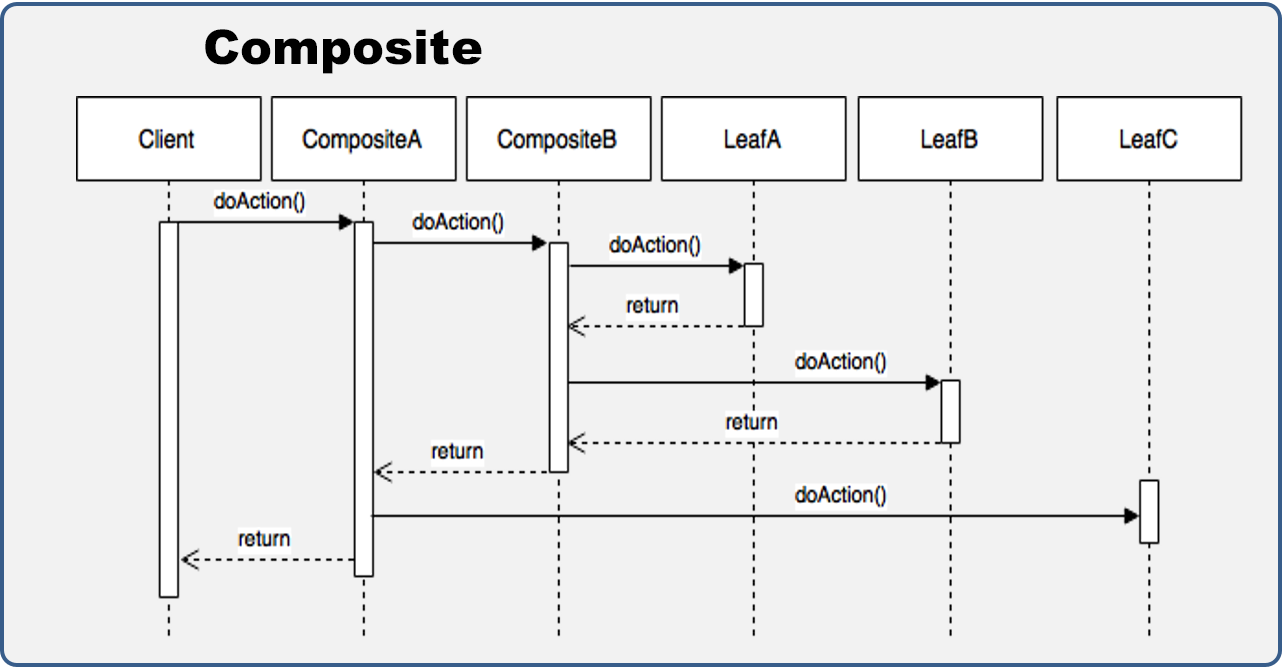 Composite
Client
CompositeA
CompositeB
LeafA
LeafB
LeafC
doAction()
doAction()
doAction()
return
doAction()
return
return
doAction()
return